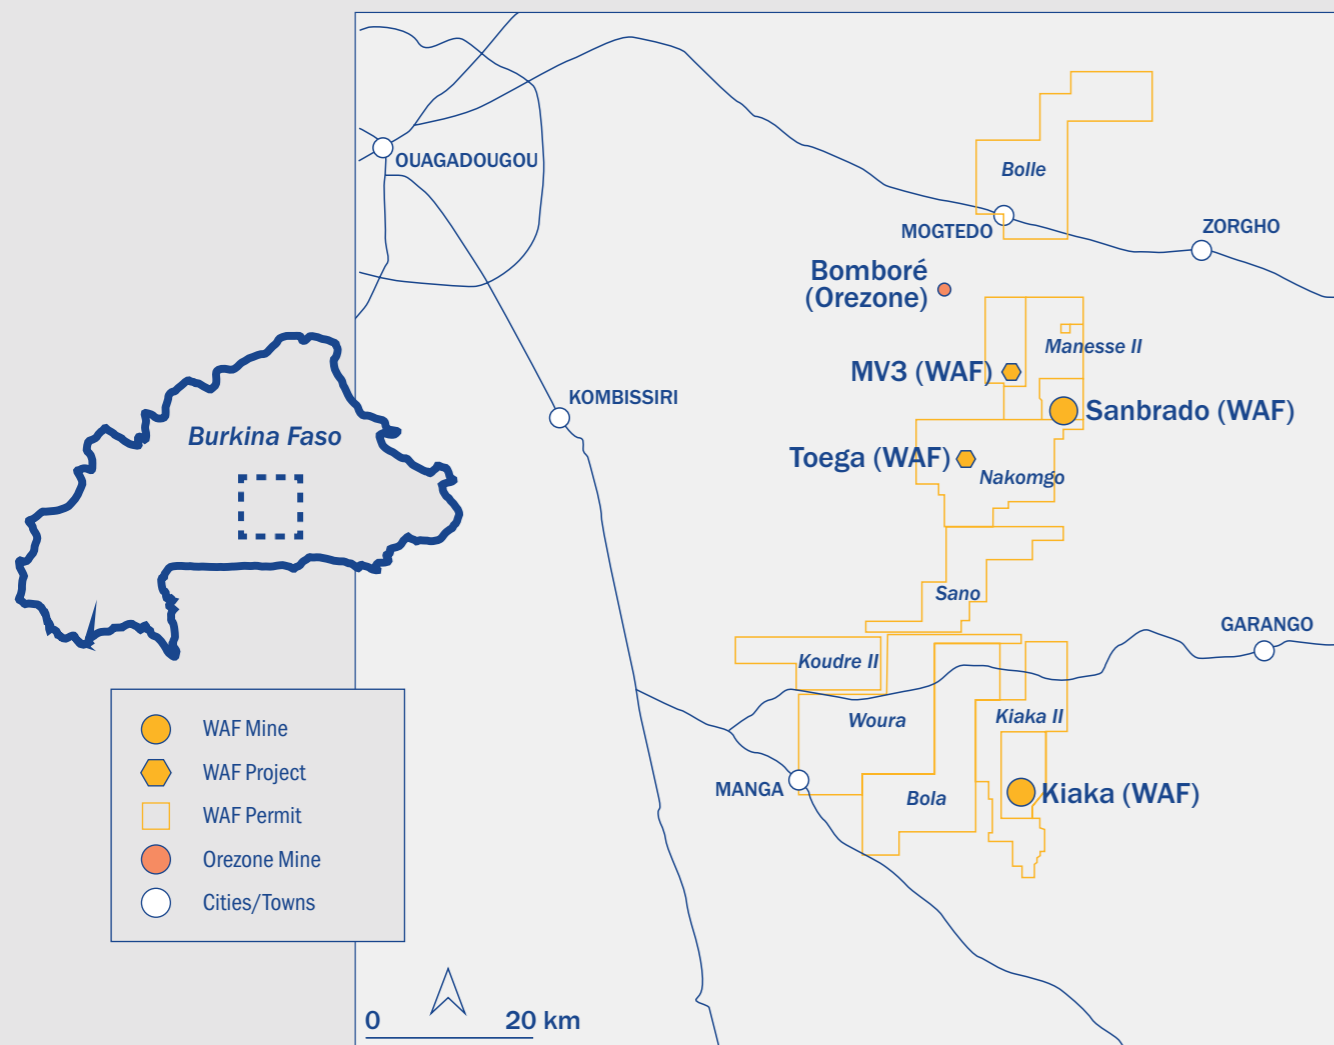 OUAGADOUGOU
Bolle
MOGTEDO
ZORGHO
Bomboré
(Orezone)
Manesse II
MV3 (WAF)
KOMBISSIRI
Sanbrado (WAF)
Burkina Faso
Toega (WAF)
Nakomgo
Sano
GARANGO
Koudre II
Woura
Kiaka II
MANGA
Bola
Kiaka (WAF)
WAF Mine
WAF Project
WAF Permit
Orezone Mine
Cities/Towns
0 20 km